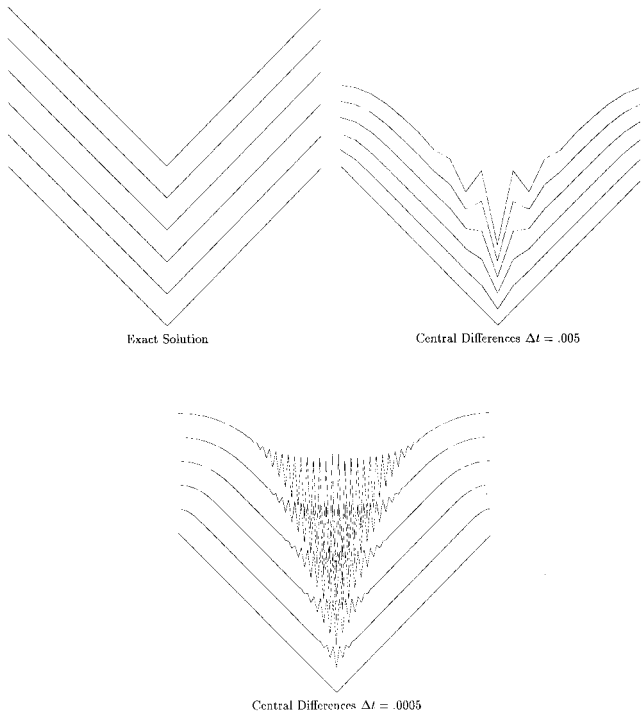 Exact Solution
Central Differences Δt = .005
Central Differences Δt = .0005